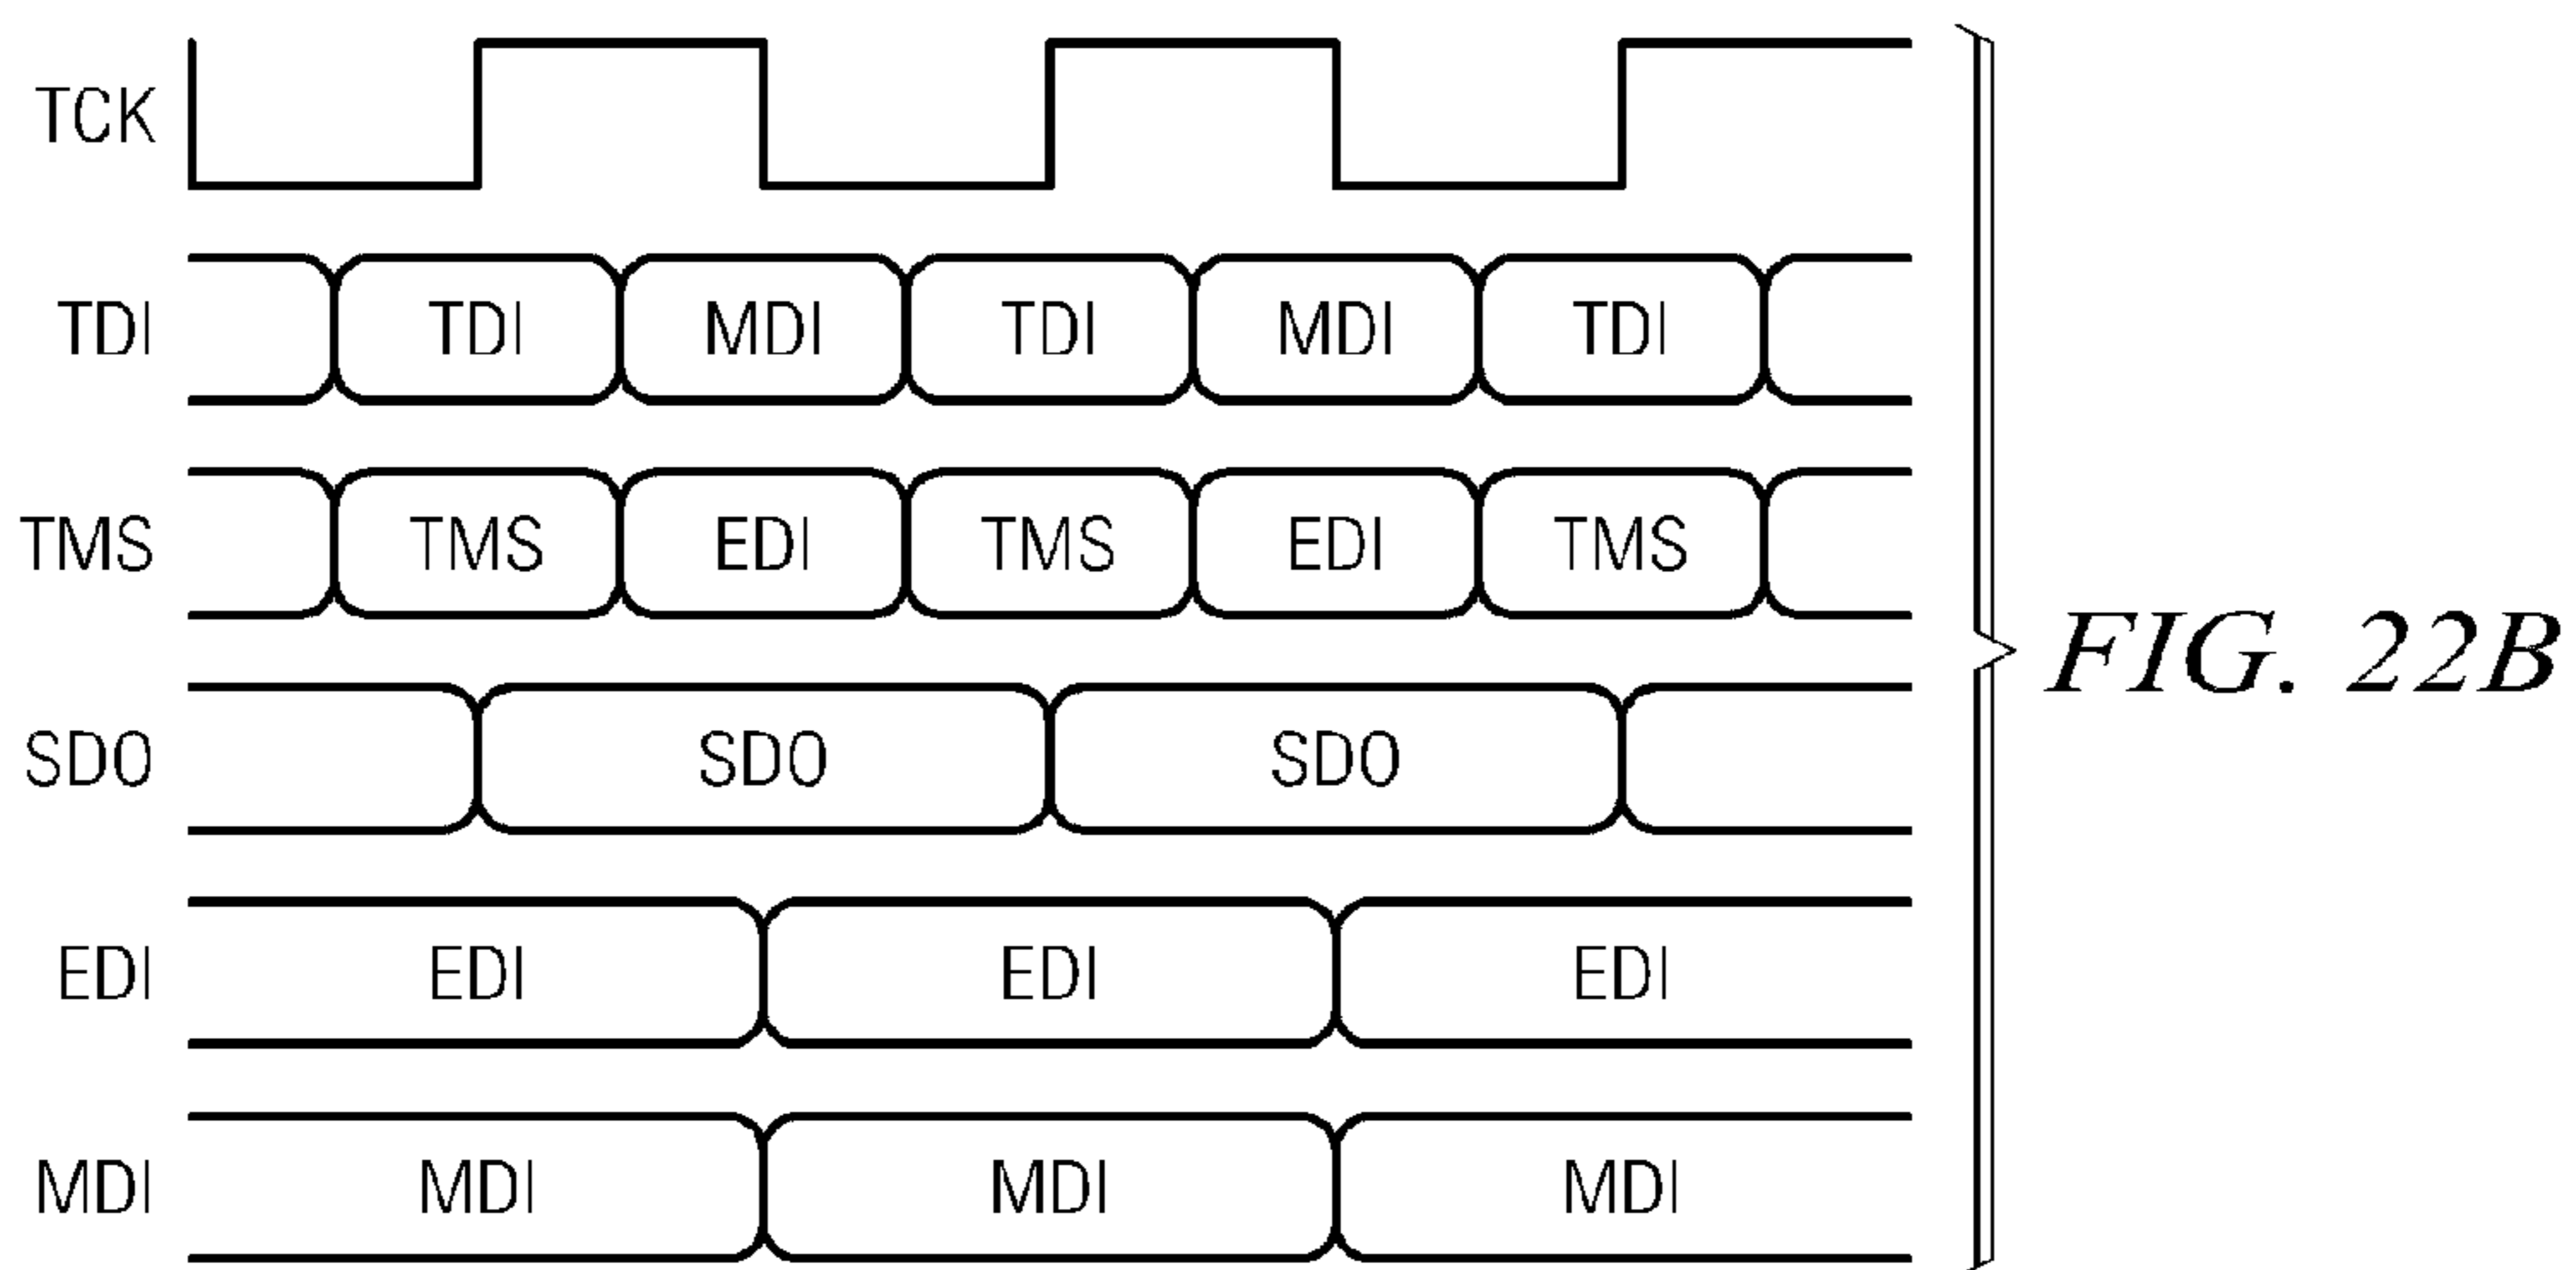 TCK
TDI TDI MDI TDI MDI TDI
TMS TMS EDI TMS EDI TMS
SDO SDO SDO
EDI EDI EDI EDI
MDI MDI MDI MDI
FIG. 22B